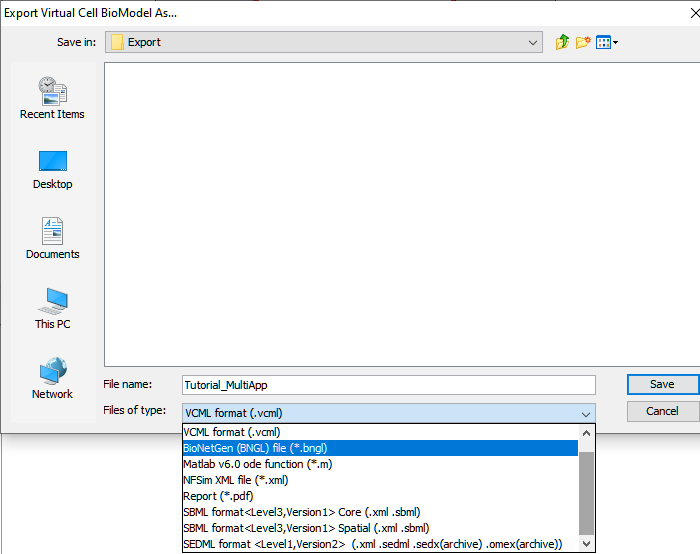 Export Virtual Cell BioModel As...
Save in:
Export
Recent Items
Desktop
Documents
This PC
Network
File name:
Tutorial_MultiApp
Save
Files of type:
VCML format (.vcml)
Cancel
VCML format (.vcml)
BioNetGen (BNGL) file (*.bngl)
Matlab v6.0 ode function (*.m)
NFSim XML file (*.xml)
Report (*.pdf)
SBML format<Level3,Version1> Core (.xml .sbml)
SBML format<Level3,Version1> Spatial (.xml .sbml)
SEDML format <Level1,Version2>  (.xml .sedml .sedx(archive) .omex(archive))